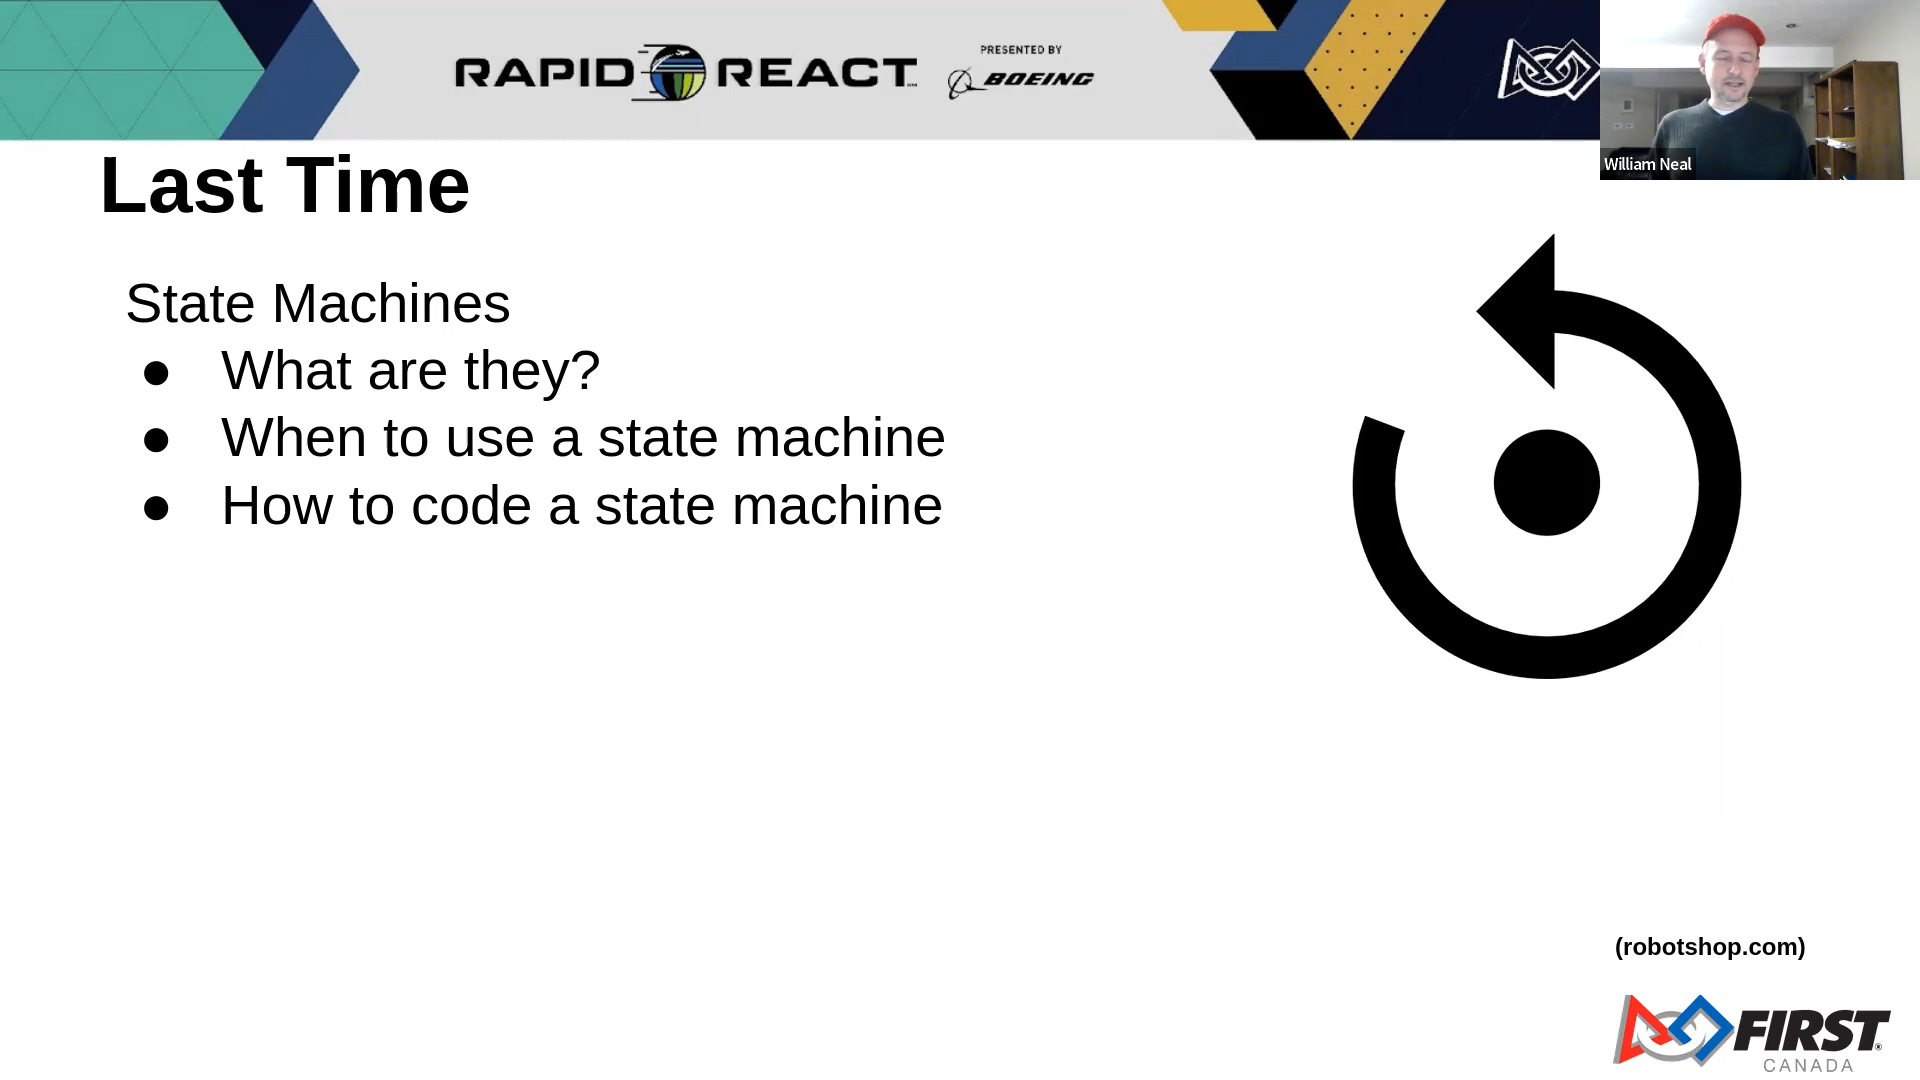 RAPID REACT
PRESENTED BY
BOEING
William Neal
Last Time
State Machines
● What are they?
● When to use a state machine
● How to code a state machine
(robotshop.com)
FIRST®
CANADA